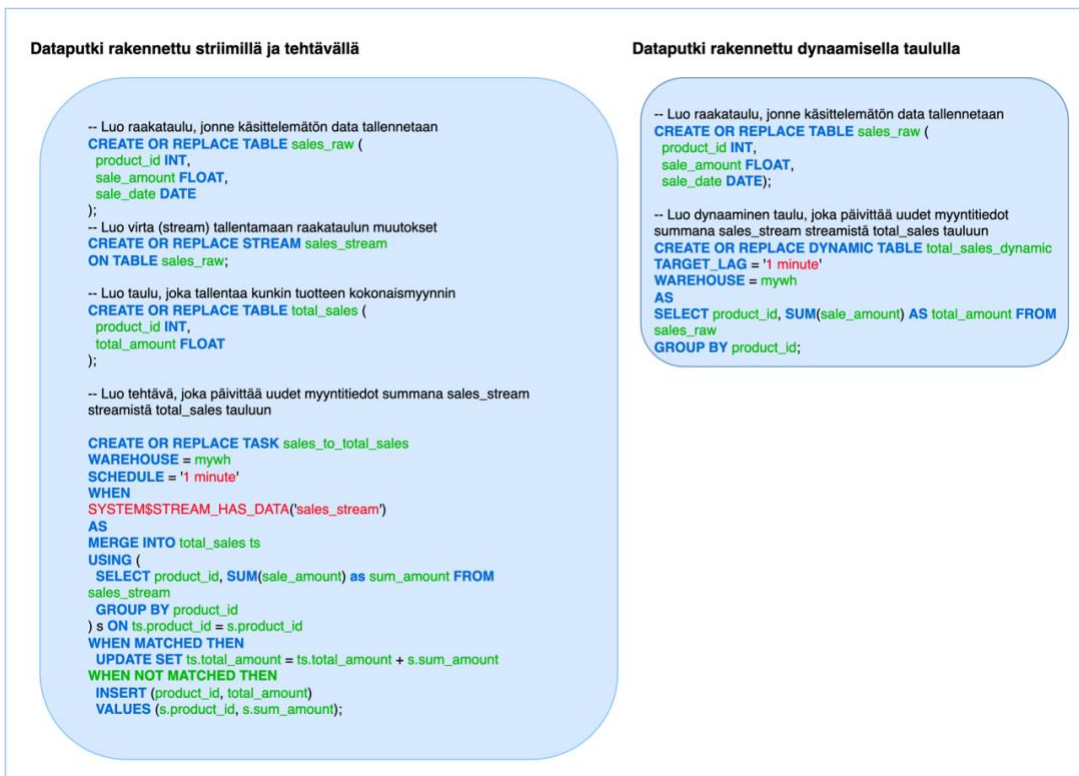 Dataputki rakennettu striimillä ja tehtävällä
-- Luo raakataulu, jonne käsittelemätön data tallennetaan
CREATE OR REPLACE TABLE sales_raw (
product_id INT,
sale_amount FLOAT,
sale_date DATE
);
-- Luo virta (stream) tallentamaan raakataulun muutokset
CREATE OR REPLACE STREAM sales_stream
ON TABLE sales_raw;
-- Luo taulu, joka tallentaa kunkin tuotteen kokonaismyynnin
CREATE OR REPLACE TABLE total_sales (
product_id INT,
total_amount FLOAT
);
-- Luo tehtävä, joka päivittää uudet myyntitiedot summana sales_stream
streamistä total_sales tauluun
CREATE OR REPLACE TASK sales_to_total_sales
WAREHOUSE = mywh
SCHEDULE = '1 minute'
WHEN
SYSTEM$STREAM_HAS_DATA('sales_stream')
AS
MERGE INTO total_sales ts
USING (
SELECT product_id, SUM(sale_amount) as sum_amount FROM
sales_stream
GROUP BY product_id
) s ON ts.product_id = s.product_id
WHEN MATCHED THEN
UPDATE SET ts.total_amount = ts.total_amount + s.sum_amount
WHEN NOT MATCHED THEN
INSERT (product_id, total_amount)
VALUES (s.product_id, s.sum_amount);
Dataputki rakennettu dynaamisella taululla
-- Luo raakataulu, jonne käsittelemätön data tallennetaan
CREATE OR REPLACE TABLE sales_raw (
product_id INT,
sale_amount FLOAT,
sale_date DATE);
-- Luo dynaaminen taulu, joka päivittää uudet myyntitiedot
summana sales_stream streamistä total_sales tauluun
CREATE OR REPLACE DYNAMIC TABLE total_sales_dynamic
TARGET_LAG = '1 minute'
WAREHOUSE = mywh
AS
SELECT product_id, SUM(sale_amount) AS total_amount FROM
sales_raw
GROUP BY product_id;